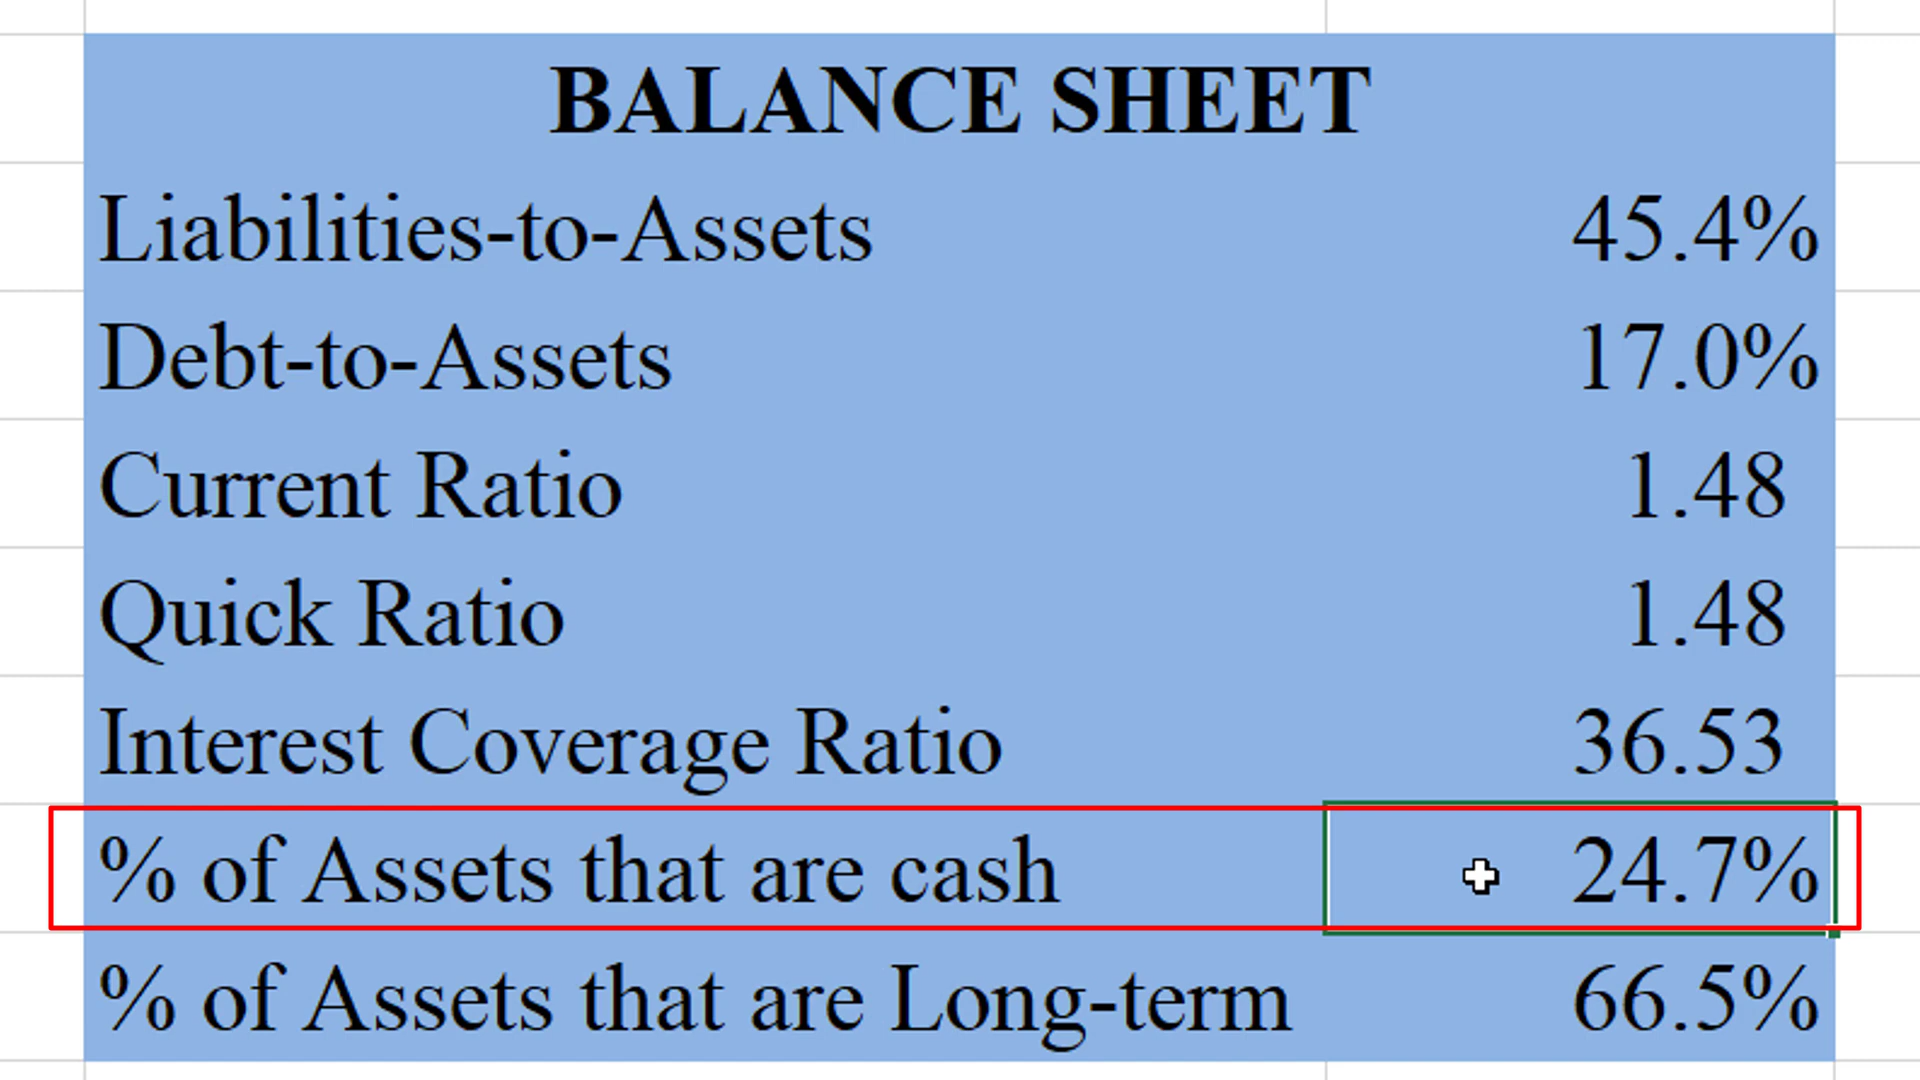 BALANCE SHEET
Liabilities-to-Assets 45.4%
Debt-to-Assets 17.0%
Current Ratio 1.48
Quick Ratio 1.48
Interest Coverage Ratio 36.53
% of Assets that are cash 24.7%
% of Assets that are Long-term 66.5%